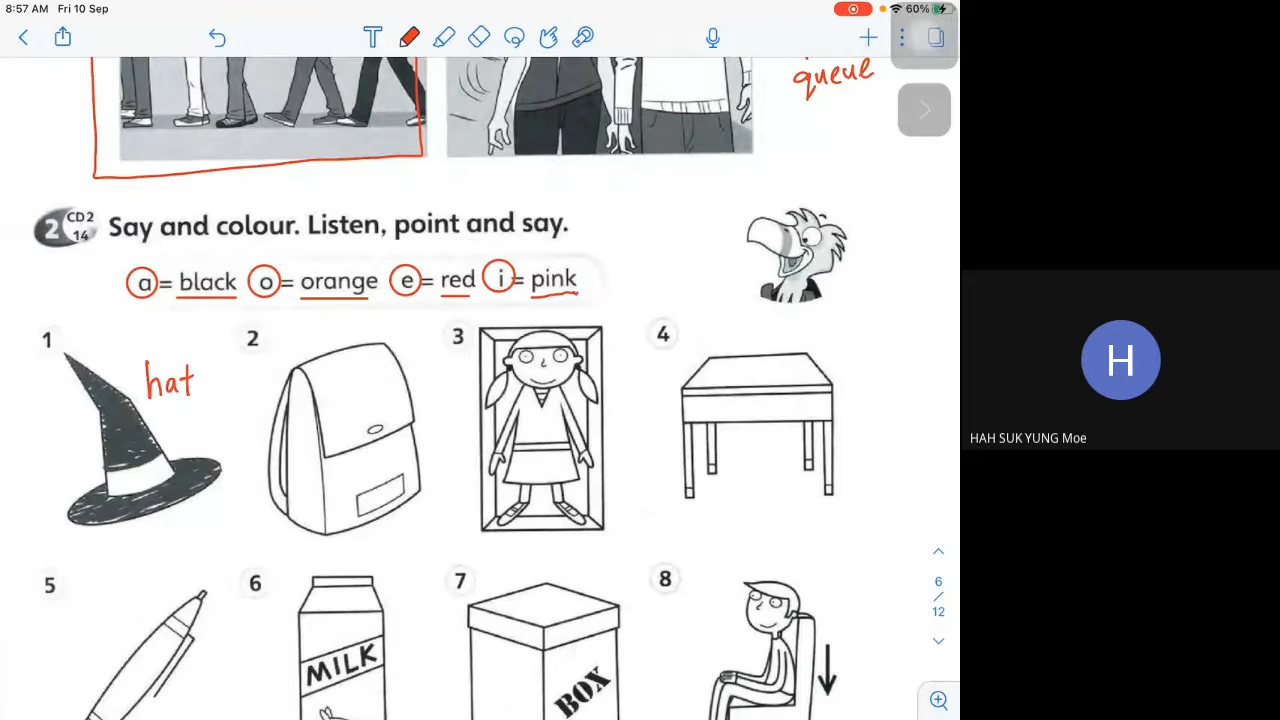 8:57 AM Fri 10 Sep
60%
T
queue
2 CD2 14 Say and colour. Listen, point and say.
a = black o = orange e = red i = pink
1 2 3 4
hat
5 6 7 8
MILK
BOX
6
/
12
H
HAH SUK YUNG Moe